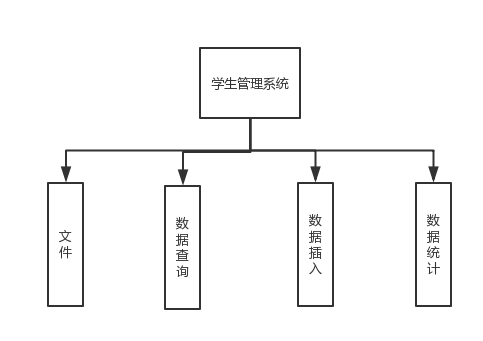 学生管理系统
文件
数据查询
数据插入
数据统计